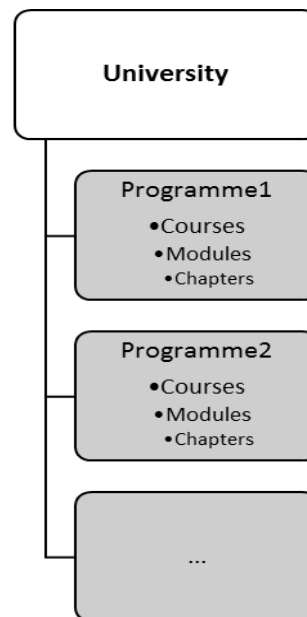 University
Programme1
•Courses
•Modules
•Chapters
Programme2
•Courses
•Modules
•Chapters
...